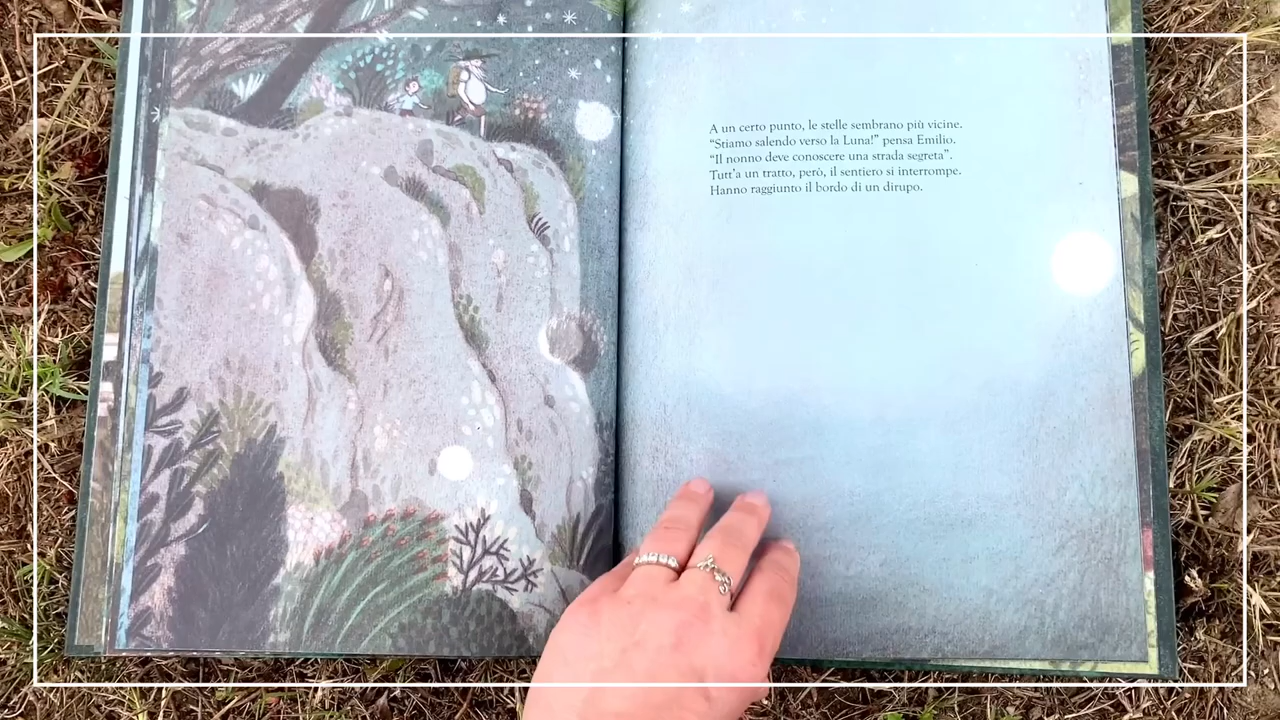 A un certo punto, le stelle sembrano più vicine.
“Stiamo salendo verso la Luna!” pensa Emilio.
“Il nonno deve conoscere una strada segreta”.
Tutt’a un tratto, però, il sentiero si interrompe.
Hanno raggiunto il bordo di un dirupo.